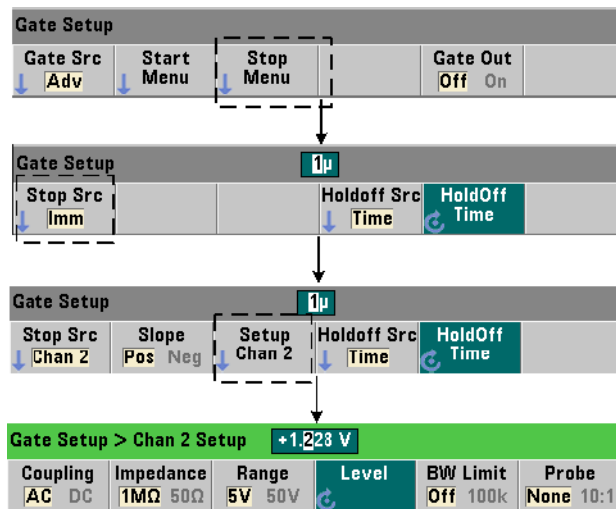 Gate Setup
Gate Src Start Stop Gate Out
Adv Menu Menu Off On
Gate Setup 1µ
Stop Src Holdoff Src HoldOff
Imm Time Time
Gate Setup 1µ
Stop Src Slope Setup Holdoff Src HoldOff
Chan 2 Pos Neg Chan 2 Time Time
Gate Setup > Chan 2 Setup +1.228 V
Coupling Impedance Range Level BW Limit Probe
AC DC 1MΩ 50Ω 5V 50V Off 100k None 10:1